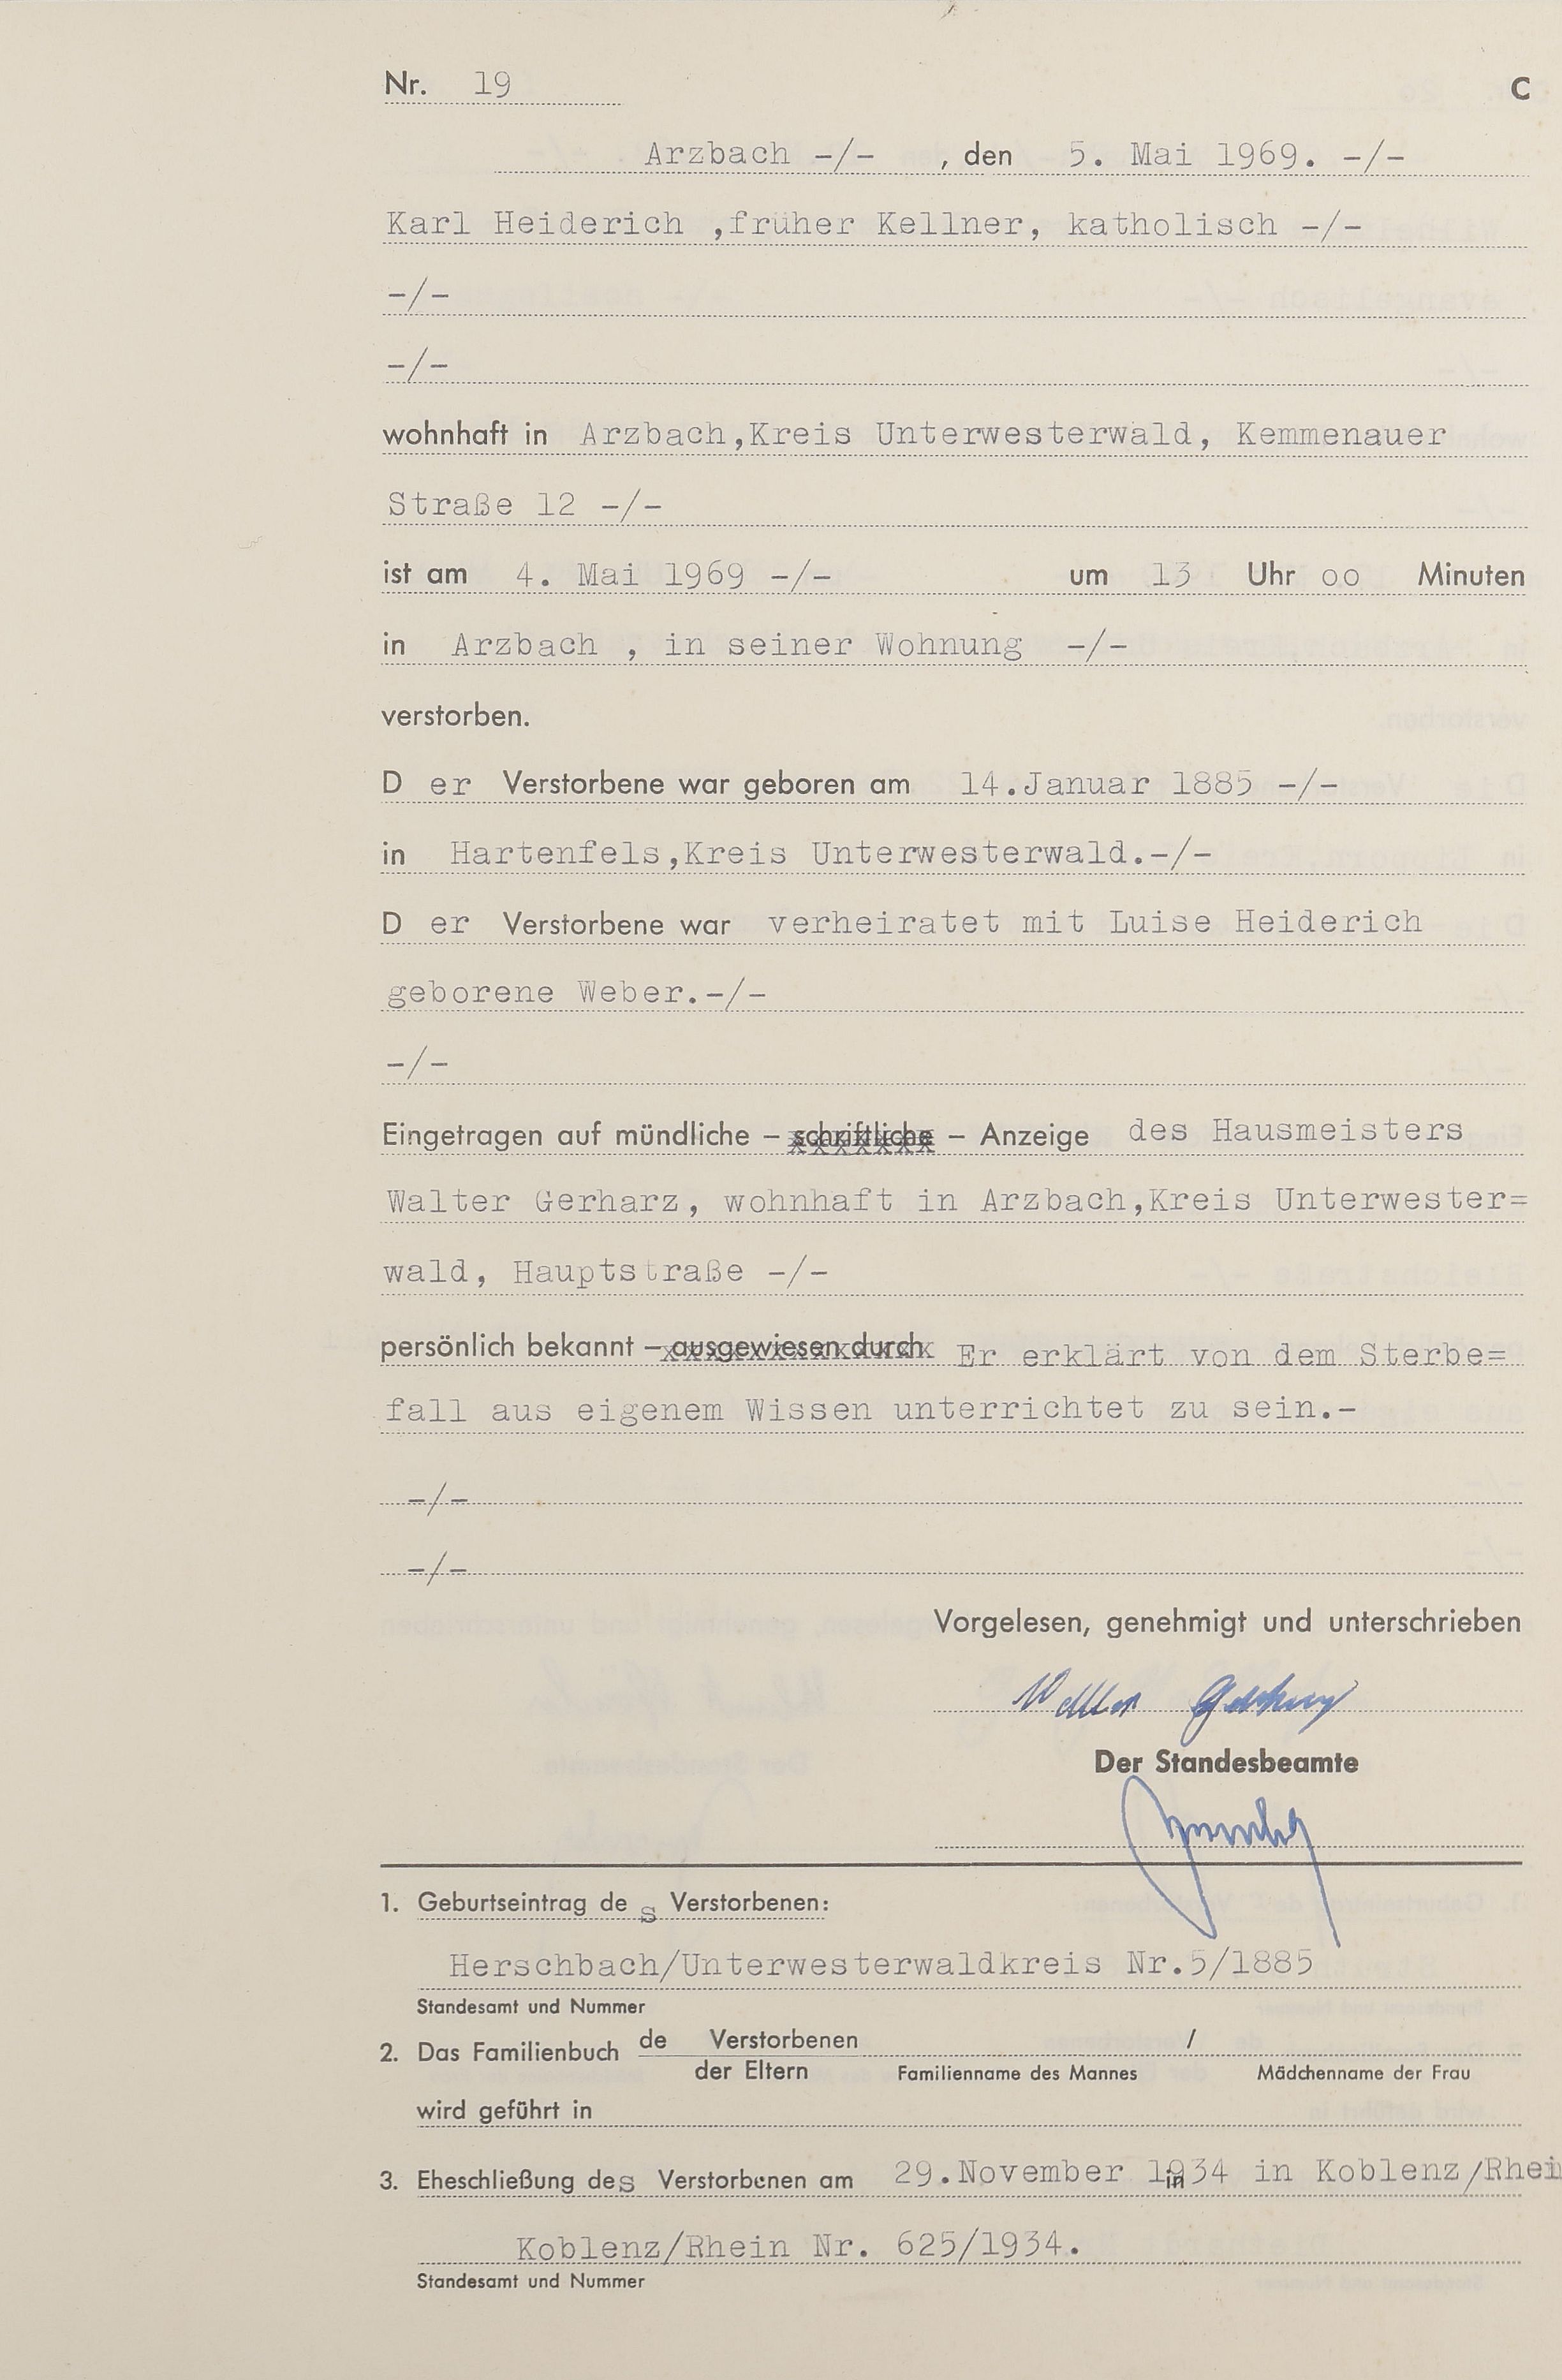 Nr. 19 C
Arzbach -/- , den 5. Mai 1969. -/-
Karl Heiderich ,früher Kellner, katholisch -/-
-/-
-/-
wohnhaft in Arzbach,Kreis Unterwesterwald, Kemmenauer
Straße 12 -/-
ist am 4. Mai 1969 -/- um 13 Uhr oo Minuten
in Arzbach , in seiner Wohnung -/-
verstorben.
D er Verstorbene war geboren am 14.Januar 1885 -/-
in Hartenfels,Kreis Unterwesterwald.-/-
D er Verstorbene war verheiratet mit Luise Heiderich
geborene Weber.-/-
-/-
Eingetragen auf mündliche – schriftliche – Anzeige des Hausmeisters
Walter Gerharz, wohnhaft in Arzbach,Kreis Unterwester=
wald, Hauptstraße -/-
persönlich bekannt – ausgewiesen durch Er erklärt von dem Sterbe=
fall aus eigenem Wissen unterrichtet zu sein.-
-/-
-/-
Vorgelesen, genehmigt und unterschrieben
Walter Gerharz
Der Standesbeamte
1. Geburtseintrag de s Verstorbenen:
Herschbach/Unterwesterwaldkreis Nr.5/1885
Standesamt und Nummer
2. Das Familienbuch de Verstorbenen /
der Eltern Familienname des Mannes Mädchenname der Frau
wird geführt in
3. Eheschließung des Verstorbenen am 29.November 1934 in in Koblenz/Rhei
Koblenz/Rhein Nr. 625/1934.
Standesamt und Nummer